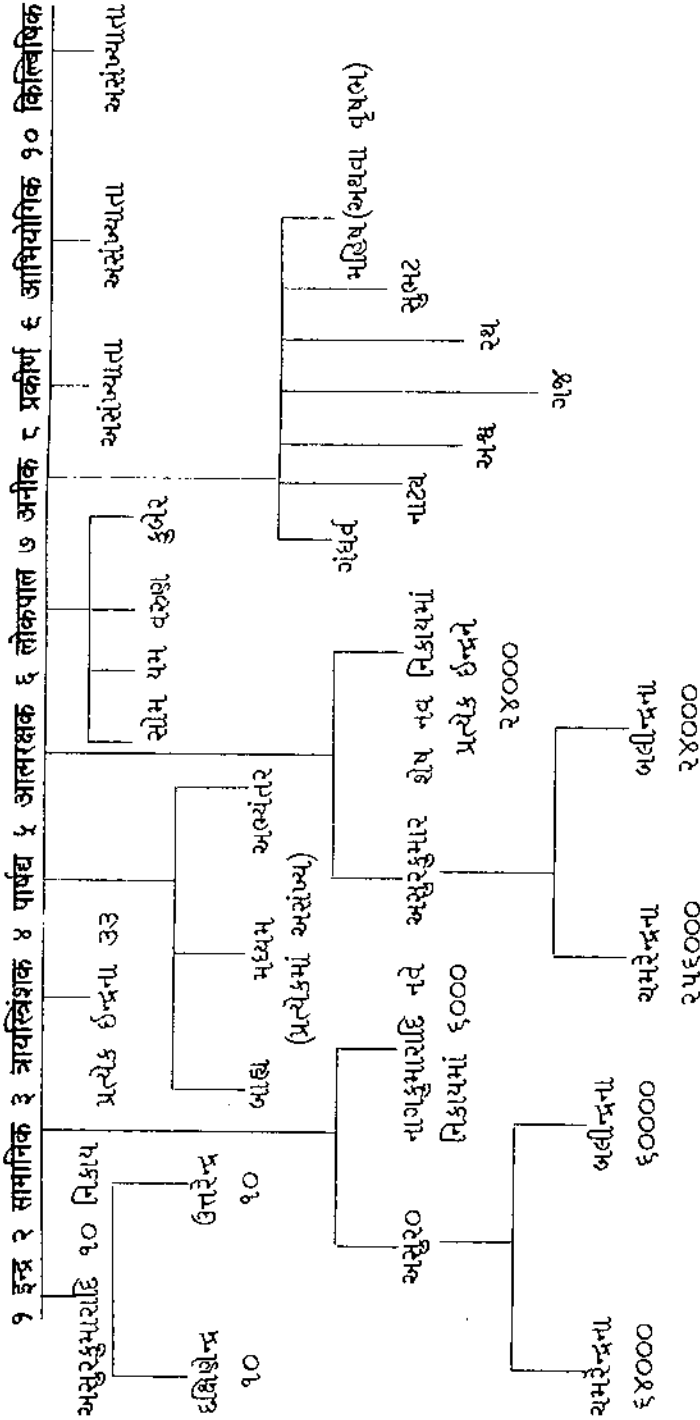 १ इन्द्र २ सामानिक ३ त्रायस्त्रिंशक ४ पार्षद्य ५ आत्मरक्षक ६ लोकपाल ७ अनीक ८ प्रकीर्ण ९ आभियोगिक १० किल्बिषिक
અસુરકુમારાદિ ૧૦ નિકાય
દક્ષિણેન્દ્ર
૧૦
ઉત્તરેન્દ્ર
૧૦
અસુર૦
નાગકુમારાદિ નવે
નિકાયમાં ૬૦૦૦
ચમરેન્દ્રના
૬૪૦૦૦
બલીન્દ્રના
૬૦૦૦૦
પ્રત્યેક ઈન્દ્રના ૩૩
બાહ્ય
મધ્યમ
અભ્યંતર
(પ્રત્યેકમાં અસંખ્ય)
અસુરકુમાર
શેષ નવ નિકાયમાં
પ્રત્યેક ઈન્દ્રને
૨૪૦૦૦
ચમરેન્દ્રના
૨૫૬૦૦૦
બલીન્દ્રના
૨૪૦૦૦
સોમ યમ વરુણ કુબેર
ગંધર્વ
નાટ્ય
અશ્વ
ગજ
રથ
સુભટ
મહિષ(અથવા વૃષભ)
અસંખ્યાતા
અસંખ્યાતા
અસંખ્યાતા